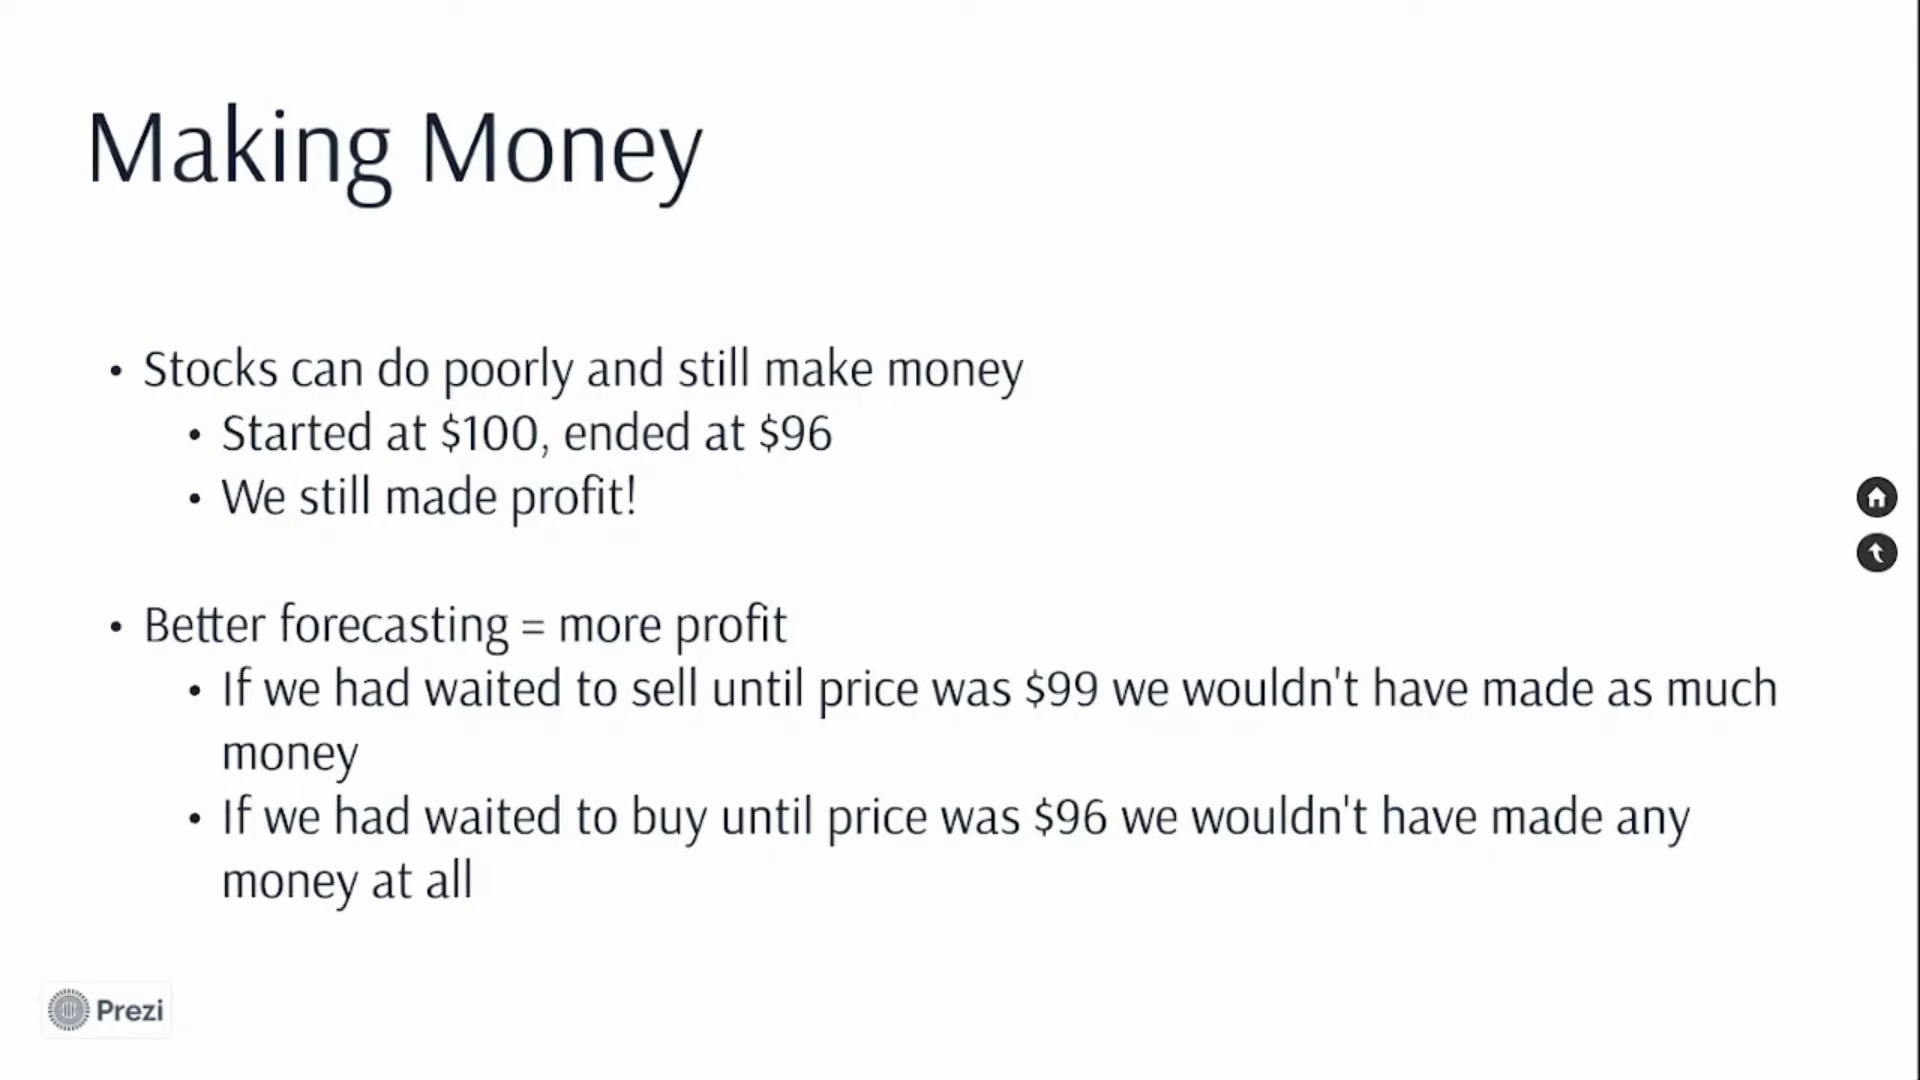 Making Money
• Stocks can do poorly and still make money
• Started at $100, ended at $96
• We still made profit!
• Better forecasting = more profit
• If we had waited to sell until price was $99 we wouldn't have made as much
money
• If we had waited to buy until price was $96 we wouldn't have made any
money at all
Prezi